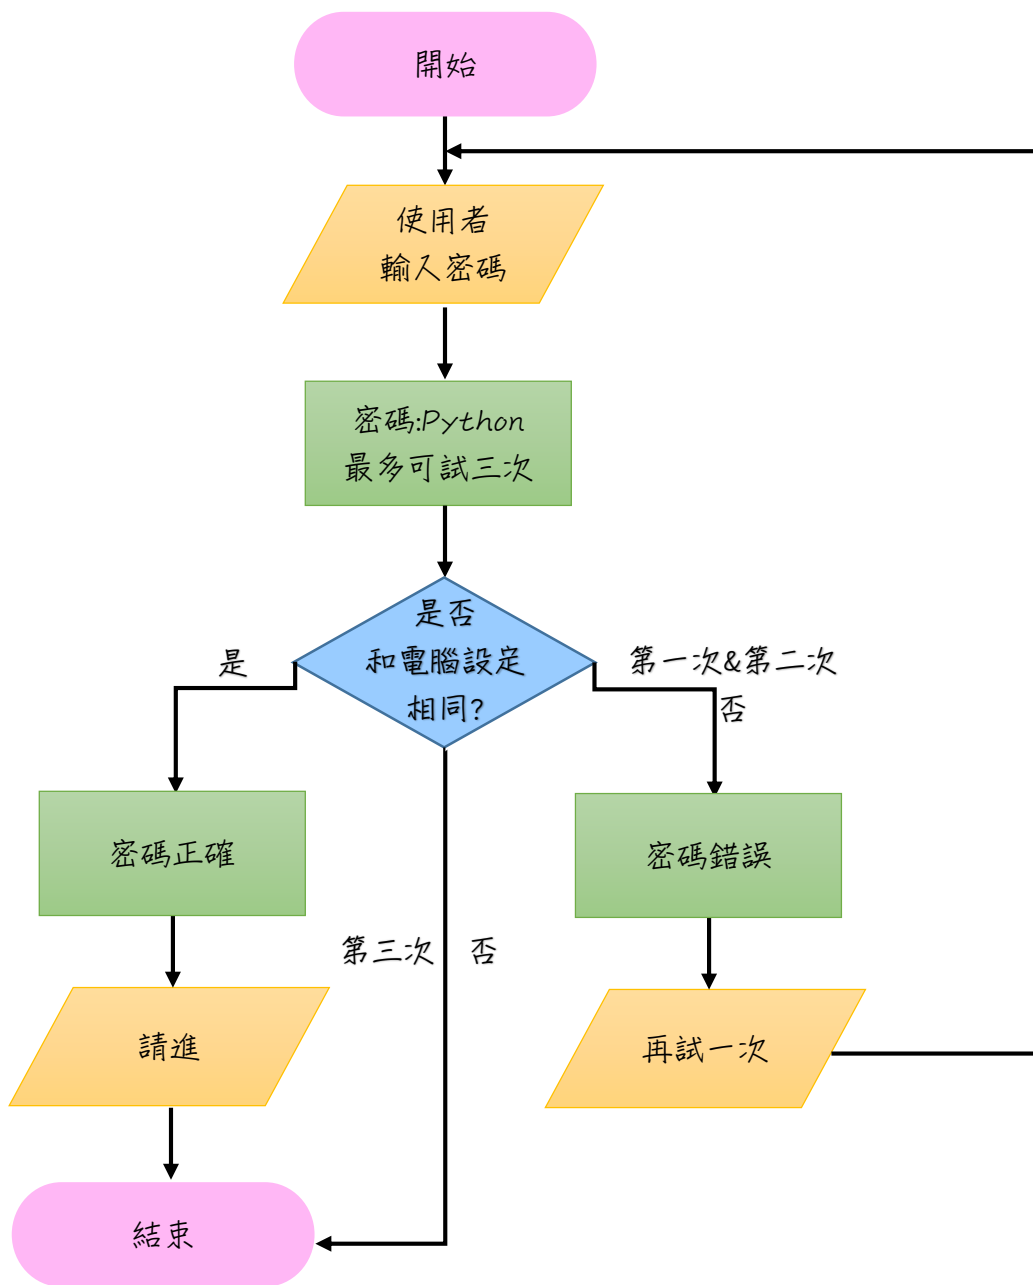 開始
使用者
輸入密碼
密碼:Python
最多可試三次
是否
和電腦設定
相同?
是
第一次&第二次
否
密碼正確
密碼錯誤
第三次 否
請進
再試一次
結束